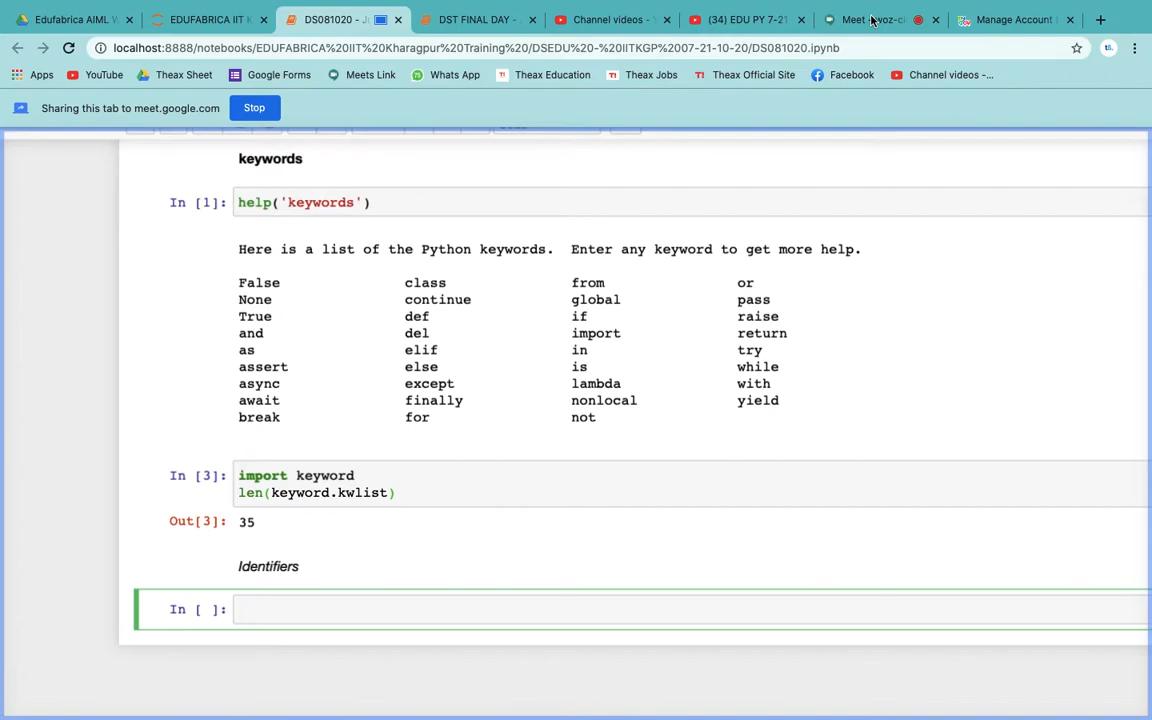 Edufabrica AIML W
EDUFABRICA IIT K
DS081020 - J
DST FINAL DAY -
Channel videos -
(34) EDU PY 7-21
Meet
Manage Account
localhost:8888/notebooks/EDUFABRICA%20IIT%20Kharagpur%20Training%20/DSEDU%20-%20IITKGP%2007-21-10-20/DS081020.ipynb
Apps YouTube Theax Sheet Google Forms Meets Link Whats App Theax Education Theax Jobs Theax Official Site Facebook Channel videos -...
Sharing this tab to meet.google.com Stop
keywords
In [1]: help('keywords')
Here is a list of the Python keywords. Enter any keyword to get more help.
False class from or
None continue global pass
True def if raise
and del import return
as elif in try
assert else is while
async except lambda with
await finally nonlocal yield
break for not
In [3]: import keyword
len(keyword.kwlist)
Out[3]: 35
Identifiers
In [ ]: